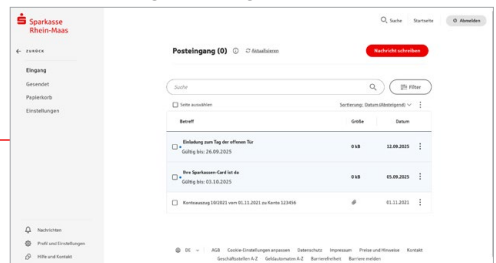 Sparkasse
Rhein-Maas
Suche Startseite Abmelden
ZURÜCK
Posteingang (0) Aktualisieren
Nachricht schreiben
Eingang
Gesendet
Papierkorb
Einstellungen
Suche
Filter
Seite auswählen
Sortierung: Datum (Absteigend)
Betreff Größe Datum
Einladung zum Tag der offenen Tür
Gültig bis: 26.09.2025
0 kB 12.09.2025
Ihre Sparkassen-Card ist da
Gültig bis: 03.10.2025
0 kB 05.09.2025
Kontoauszug 10/2021 vom 01.11.2021 zu Konto 123456 01.11.2021
Nachrichten
Profil und Einstellungen
Hilfe und Kontakt
DE AGB Cookie-Einstellungen anpassen Datenschutz Impressum Preise und Hinweise Kontakt
Geschäftsstellen A-Z Geldautomaten A-Z Barrierefreiheit Barriere melden